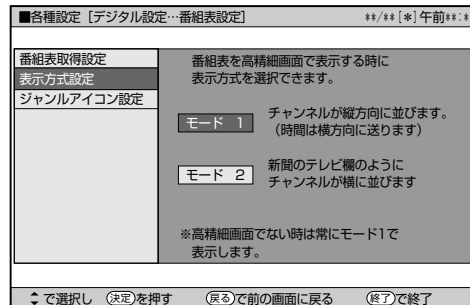 ■各種設定［デジタル設定…番組表設定］ **/**[*]午前**:*
番組表取得設定
表示方式設定
ジャンルアイコン設定
番組表を高精細画面で表示する時に
表示方式を選択できます。
モード 1
チャンネルが縦方向に並びます。
（時間は横方向に送ります）
モード 2
新聞のテレビ欄のように
チャンネルが横に並びます
※高精細画面でない時は常にモード1で
表示します。
で選択し 決定を押す 戻るで前の画面に戻る 終了で終了